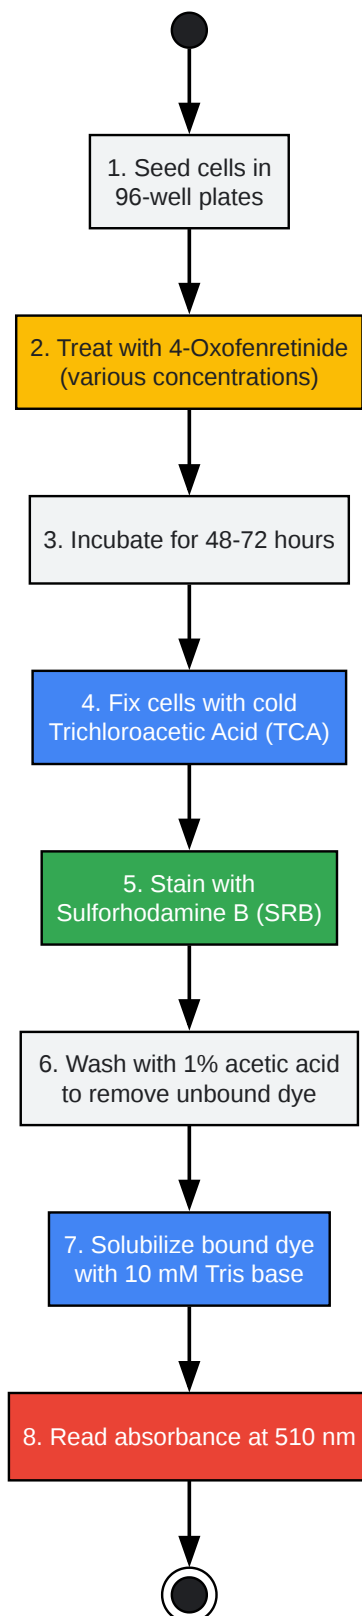 1. Seed cells in
96-well plates
2. Treat with 4-Oxofenretinide
(various concentrations)
3. Incubate for 48-72 hours
4. Fix cells with cold
Trichloroacetic Acid (TCA)
5. Stain with
Sulforhodamine B (SRB)
6. Wash with 1% acetic acid
to remove unbound dye
7. Solubilize bound dye
with 10 mM Tris base
8. Read absorbance at 510 nm